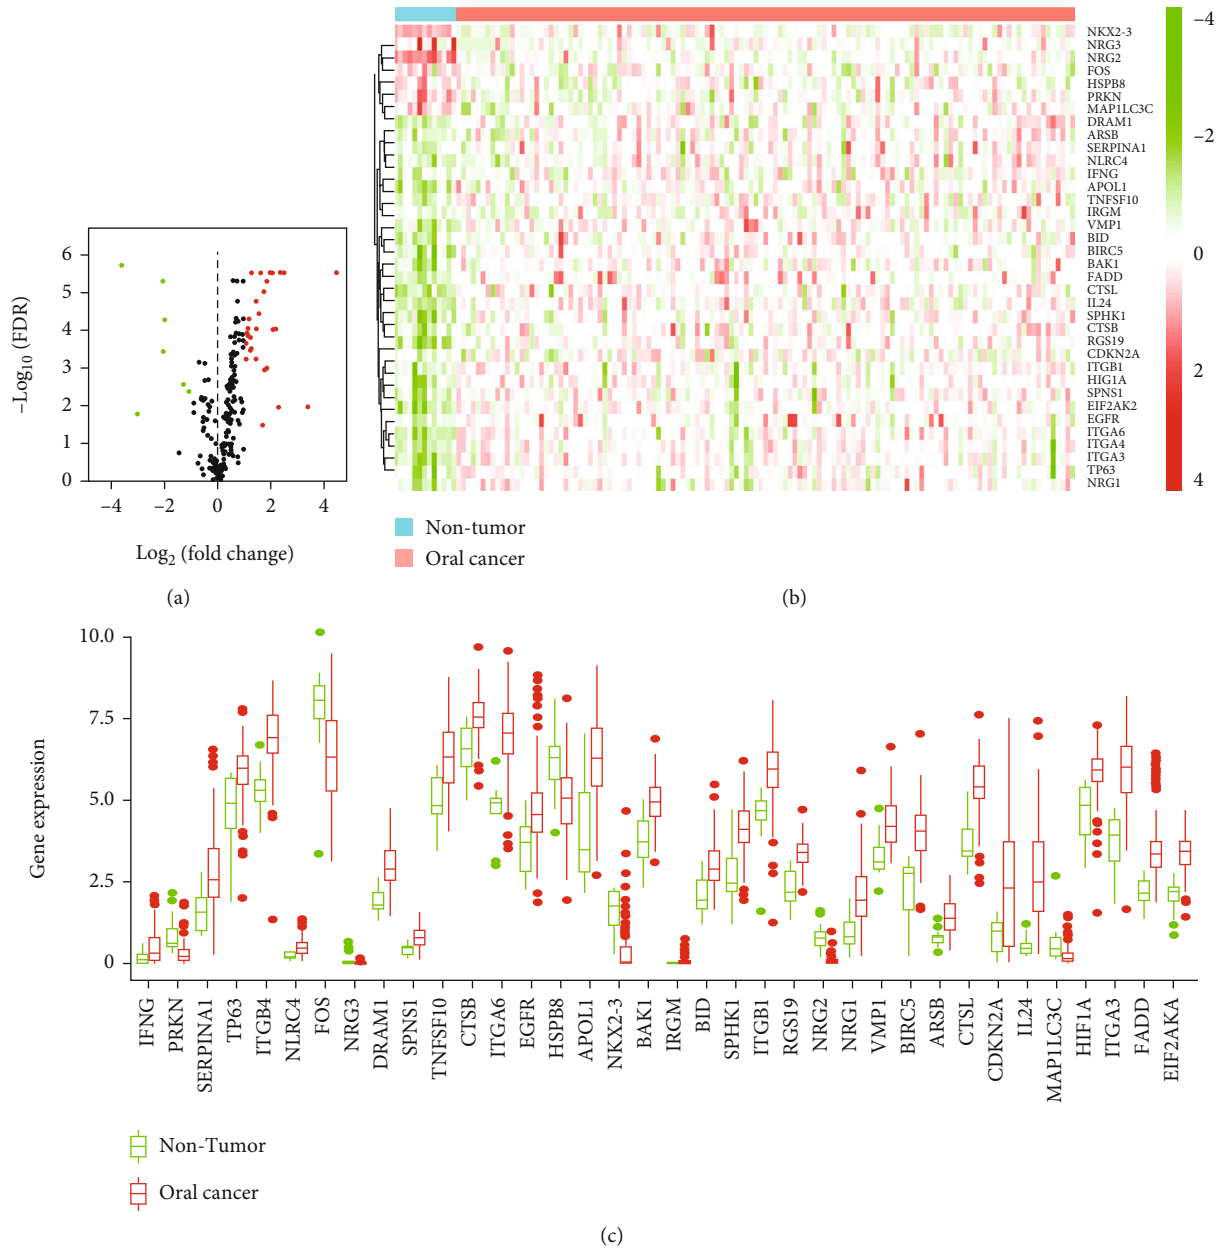 −Log10 (FDR)
6
5
4
3
2
1
0
−4
−2
0
2
4
Log2 (fold change)
(a)
NKX2-3
NRG3
NRG2
FOS
HSPB8
PRKN
MAP1LC3C
DRAM1
ARSB
SERPINA1
NLRC4
IFNG
APOL1
TNFSF10
IRGM
VMP1
BID
BIRC5
BAK1
FADD
CTSL
IL24
SPHK1
CTSB
RGS19
CDKN2A
ITGB1
HIG1A
SPNS1
EIF2AK2
EGFR
ITGA6
ITGA4
ITGA3
TP63
NRG1
−4
−2
0
2
4
Non-tumor
Oral cancer
(b)
Gene expression
10.0
7.5
5.0
2.5
0
IFNG
PRKN
SERPINA1
TP63
ITGB4
NLRC4
FOS
NRG3
DRAM1
SPNS1
TNFSF10
CTSB
ITGA6
EGFR
HSPB8
APOL1
NKX2-3
BAK1
IRGM
BID
SPHK1
ITGB1
RGS19
NRG2
NRG1
VMP1
BIRC5
ARSB
CTSL
CDKN2A
IL24
MAP1LC3C
HIF1A
ITGA3
FADD
EIF2AKA
Non-Tumor
Oral cancer
(c)